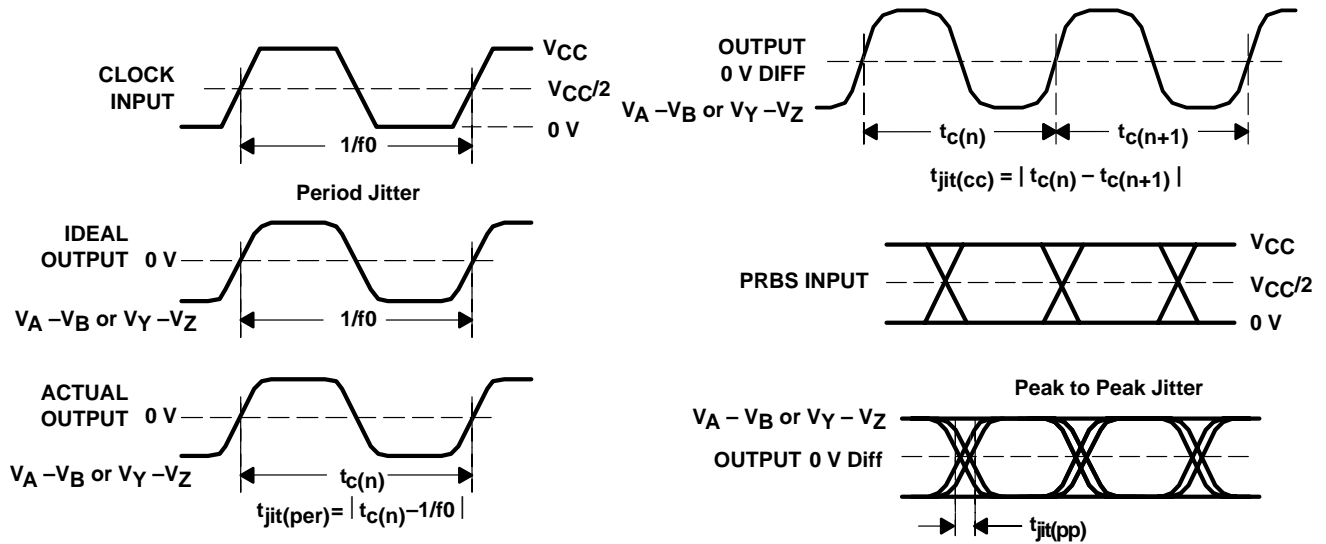 CLOCK
INPUT
VCC
VCC/2
0 V
1/f0
Period Jitter
IDEAL
OUTPUT 0 V
VA –VB or VY –VZ
1/f0
ACTUAL
OUTPUT 0 V
VA –VB or VY –VZ
tc(n)
tjit(per)= | tc(n)–1/f0 |
OUTPUT
0 V DIFF
VA –VB or VY –VZ
tc(n)
tc(n+1)
tjit(cc) = | tc(n) – tc(n+1) |
PRBS INPUT
VCC
VCC/2
0 V
Peak to Peak Jitter
VA – VB or VY – VZ
OUTPUT 0 V Diff
tjit(pp)